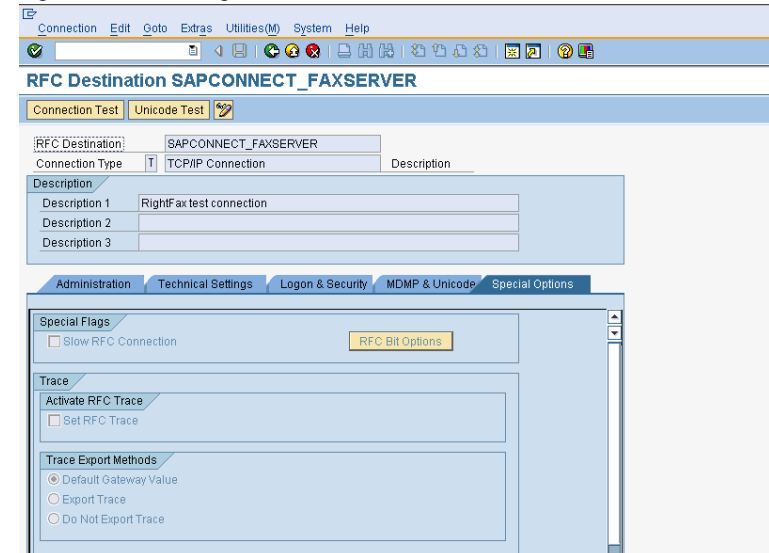 Connection Edit Goto Extras Utilities(M) System Help
RFC Destination SAPCONNECT_FAXSERVER
Connection Test Unicode Test
RFC Destination SAPCONNECT_FAXSERVER
Connection Type T TCP/IP Connection Description
Description
Description 1 RightFax test connection
Description 2
Description 3
Administration Technical Settings Logon & Security MDMP & Unicode Special Options
Special Flags
Slow RFC Connection RFC Bit Options
Trace
Activate RFC Trace
Set RFC Trace
Trace Export Methods
Default Gateway Value
Export Trace
Do Not Export Trace